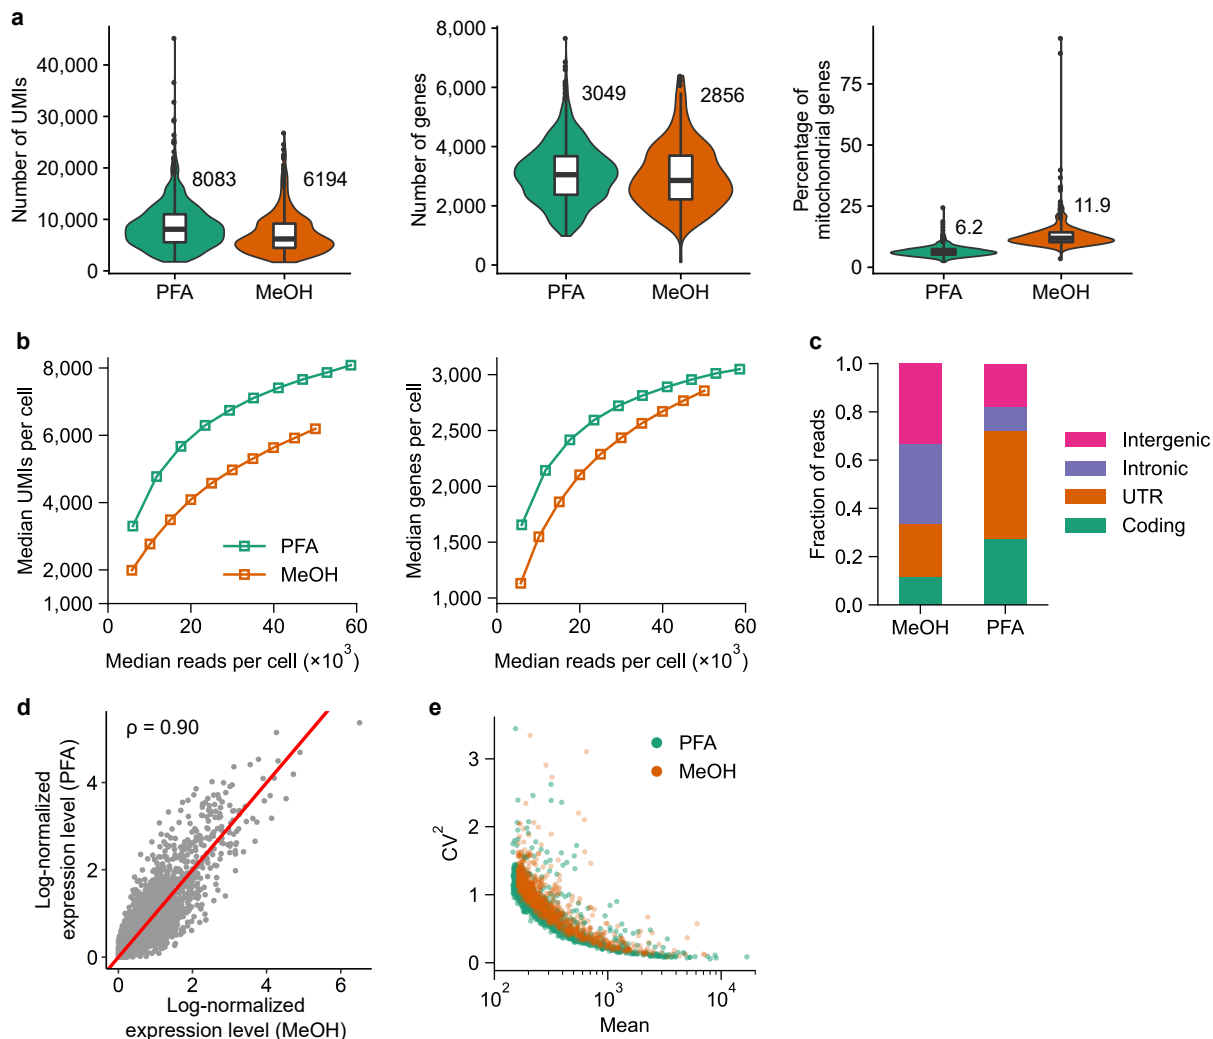 a
Number of UMIs
40,000
30,000
20,000
10,000
0
8083
6194
PFA
MeOH
Number of genes
8,000
6,000
4,000
2,000
0
3049
2856
PFA
MeOH
Percentage of
mitochondrial genes
75
50
25
0
6.2
11.9
PFA
MeOH
b
Median UMIs per cell
8,000
6,000
4,000
2,000
1,000
0
20
40
60
Median reads per cell (×10³)
PFA
MeOH
Median genes per cell
3,000
2,500
2,000
1,500
1,000
0
20
40
60
Median reads per cell (×10³)
c
Fraction of reads
1.0
0.8
0.6
0.4
0.2
0.0
MeOH
PFA
Intergenic
Intronic
UTR
Coding
d
ρ = 0.90
Log-normalized
expression level (PFA)
4
2
0
0
2
4
6
Log-normalized
expression level (MeOH)
e
CV²
3
2
1
0
10²
10³
10⁴
Mean
PFA
MeOH